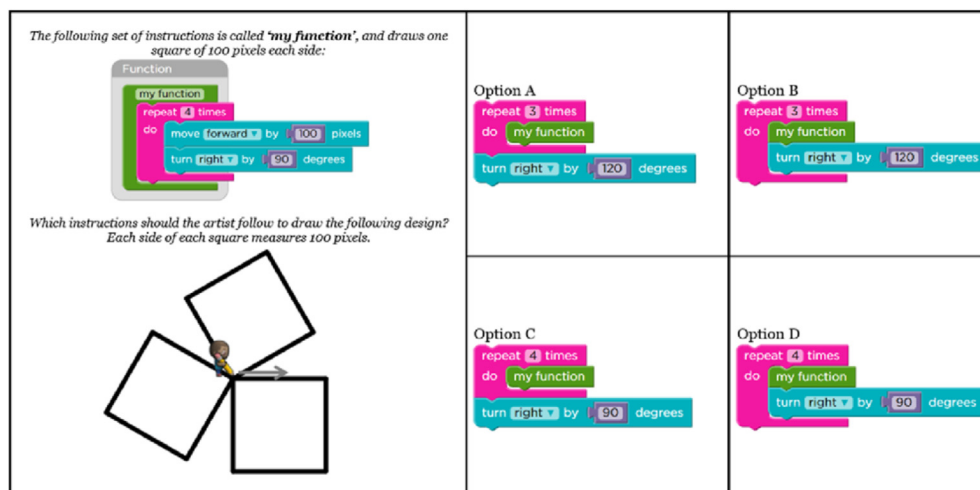 The following set of instructions is called 'my function', and draws one
square of 100 pixels each side:
Function
my function
repeat 4 times
do move forward by 100 pixels
turn right by 90 degrees
Which instructions should the artist follow to draw the following design?
Each side of each square measures 100 pixels.
Option A
repeat 3 times
do my function
turn right by 120 degrees
Option B
repeat 3 times
do my function
turn right by 120 degrees
Option C
repeat 4 times
do my function
turn right by 90 degrees
Option D
repeat 4 times
do my function
turn right by 90 degrees